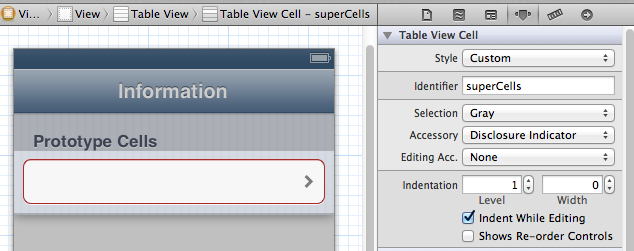 Vi... View Table View Table View Cell – superCells
Information
Prototype Cells
Table View Cell
Style Custom
Identifier superCells
Selection Gray
Accessory Disclosure Indicator
Editing Acc. None
Indentation 1 0
Level Width
Indent While Editing
Shows Re-order Controls